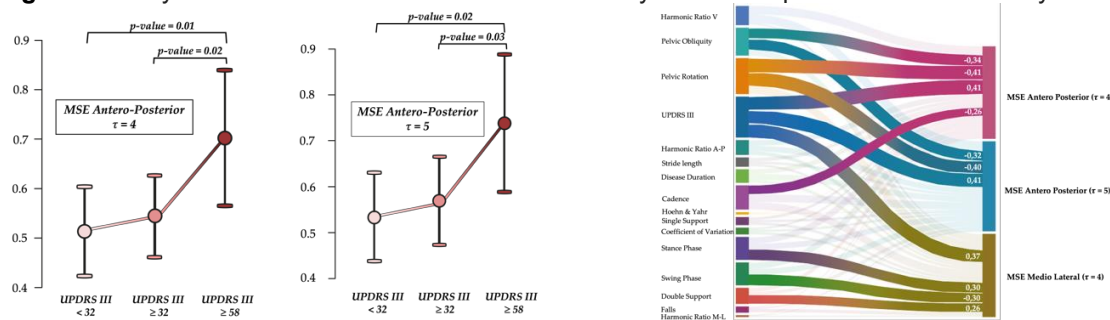 p-value = 0.01
p-value = 0.02
0.9
0.8
0.7
0.6
0.5
0.4
MSE Antero-Posterior
τ = 4
UPDRS III
< 32
UPDRS III
≥ 32
UPDRS III
≥ 58
p-value = 0.02
p-value = 0.03
0.9
0.8
0.7
0.6
0.5
0.4
MSE Antero-Posterior
τ = 5
UPDRS III
< 32
UPDRS III
≥ 32
UPDRS III
≥ 58
Harmonic Ratio V
Pelvic Obliquity
Pelvic Rotation
UPDRS III
Harmonic Ratio A-P
Stride length
Disease Duration
Cadence
Hoehn & Yahr
Single Support
Coefficient of Variation
Stance Phase
Swing Phase
Double Support
Falls
Harmonic Ratio M-L
-0,34
-0,41
0,41
-0,26
MSE Antero Posterior (τ = 4
-0,32
-0,40
0,41
MSE Antero Posterior (τ = 5)
0,37
0,30
-0,30
0,26
MSE Medio Lateral (τ = 4)